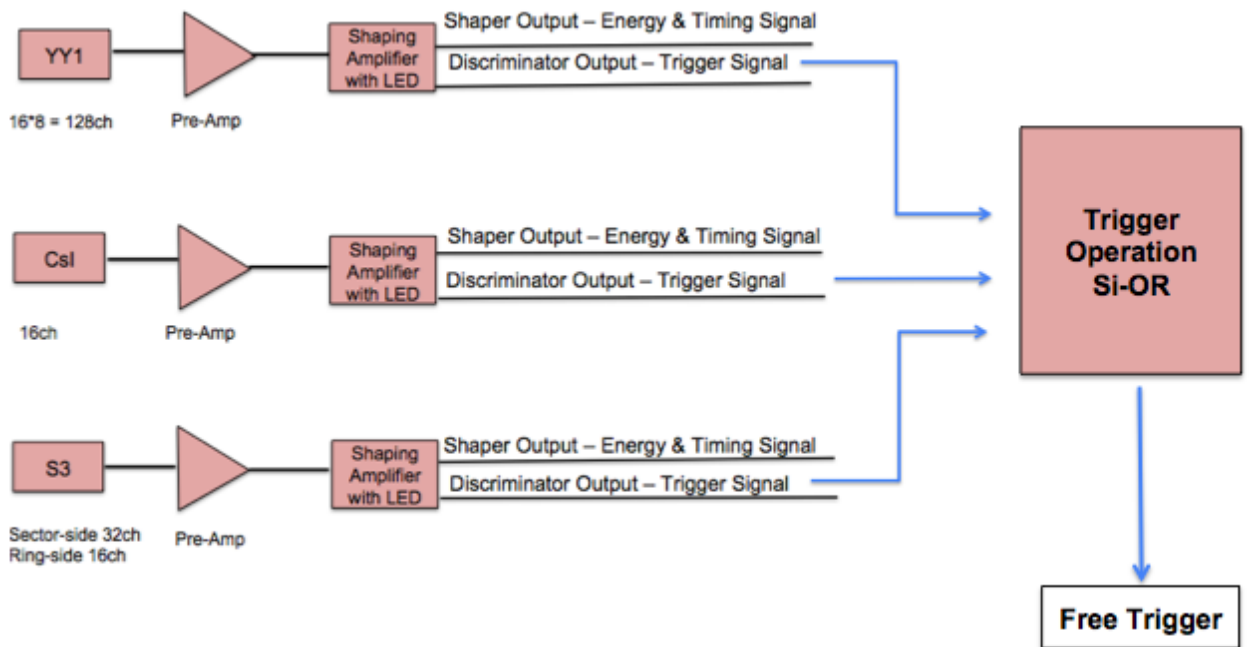 YY1
16*8 = 128ch
Pre-Amp
Shaping
Amplifier
with LED
Shaper Output – Energy & Timing Signal
Discriminator Output – Trigger Signal
CsI
16ch
Pre-Amp
Shaping
Amplifier
with LED
Shaper Output – Energy & Timing Signal
Discriminator Output – Trigger Signal
S3
Sector-side 32ch
Ring-side 16ch
Pre-Amp
Shaping
Amplifier
with LED
Shaper Output – Energy & Timing Signal
Discriminator Output – Trigger Signal
Trigger
Operation
Si-OR
Free Trigger